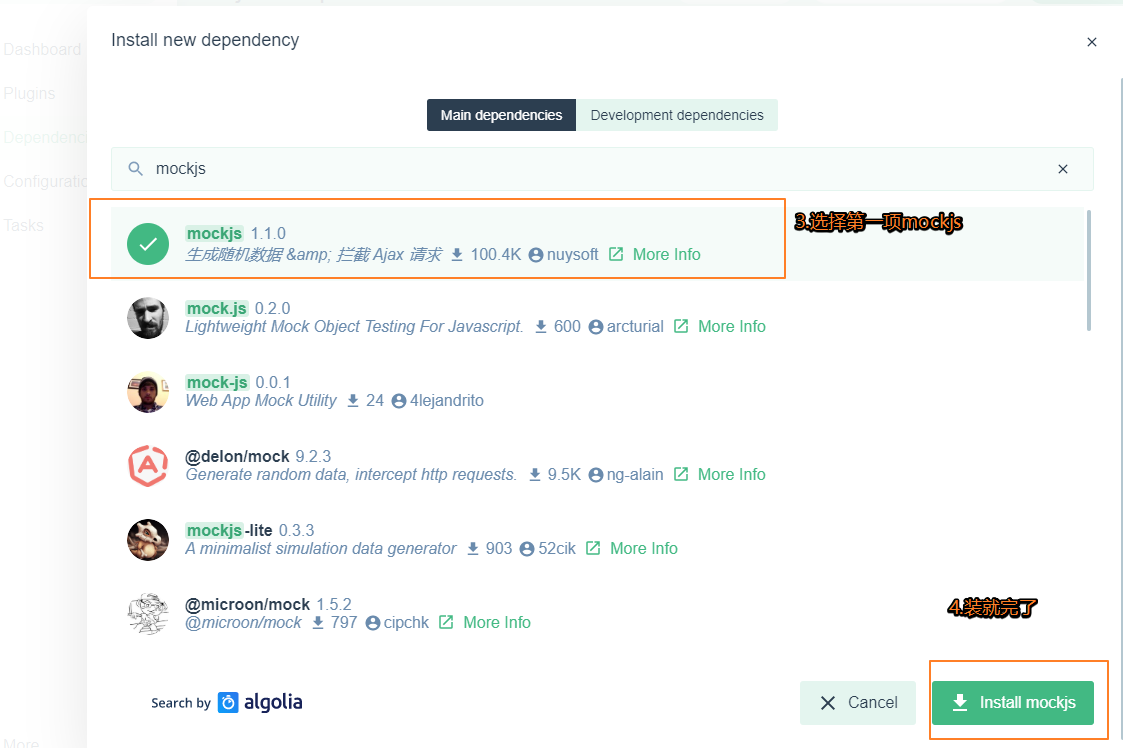 Install new dependency
Dashboard
Plugins
Dependenc
Configuratio
Tasks
More
Main dependencies
Development dependencies
mockjs
mockjs 1.1.0
生成随机数据 &amp; 拦截 Ajax 请求 100.4K nuysoft More Info
3.选择第一项mockjs
mock.js 0.2.0
Lightweight Mock Object Testing For Javascript. 600 arcturial More Info
mock-js 0.0.1
Web App Mock Utility 24 4lejandrito
@delon/mock 9.2.3
Generate random data, intercept http requests. 9.5K ng-alain More Info
mockjs-lite 0.3.3
A minimalist simulation data generator 903 52cik More Info
@microon/mock 1.5.2
@microon/mock 797 cipchk More Info
4.装就完了
Search by algolia
Cancel
Install mockjs